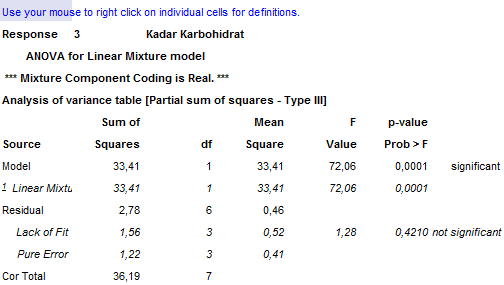 Use your mouse to right click on individual cells for definitions.
Response 3 Kadar Karbohidrat
ANOVA for Linear Mixture model
*** Mixture Component Coding is Real. ***
Analysis of variance table [Partial sum of squares - Type III]
Sum of Mean F p-value
Source Squares df Square Value Prob > F
Model 33,41 1 33,41 72,06 0,0001 significant
1 Linear Mixtu 33,41 1 33,41 72,06 0,0001
Residual 2,78 6 0,46
Lack of Fit 1,56 3 0,52 1,28 0,4210 not significant
Pure Error 1,22 3 0,41
Cor Total 36,19 7